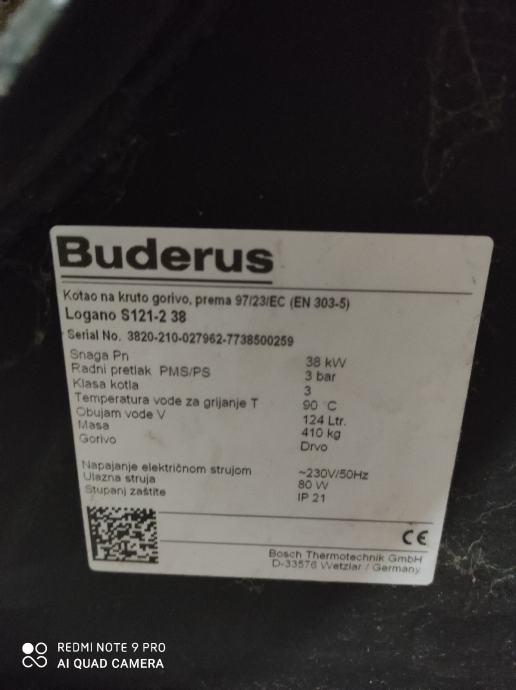 Buderus
Kotao na kruto gorivo, prema 97/23/EC (EN 303-5)
Logano S121-2 38
Serial No. 3820-210-027962-7738500259
Snaga Pn 38 kW
Radni pretlak PMS/PS 3 bar
Klasa kotla 3
Temperatura vode za grijanje T 90 °C
Obujam vode V 124 Ltr.
Masa 410 kg
Gorivo Drvo
Napajanje električnom strujom ~230V/50Hz
Ulazna struja 80 W
Stupanj zaštite IP 21
CE
Bosch Thermotechnik GmbH
D-33576 Wetzlar / Germany
REDMI NOTE 9 PRO
AI QUAD CAMERA